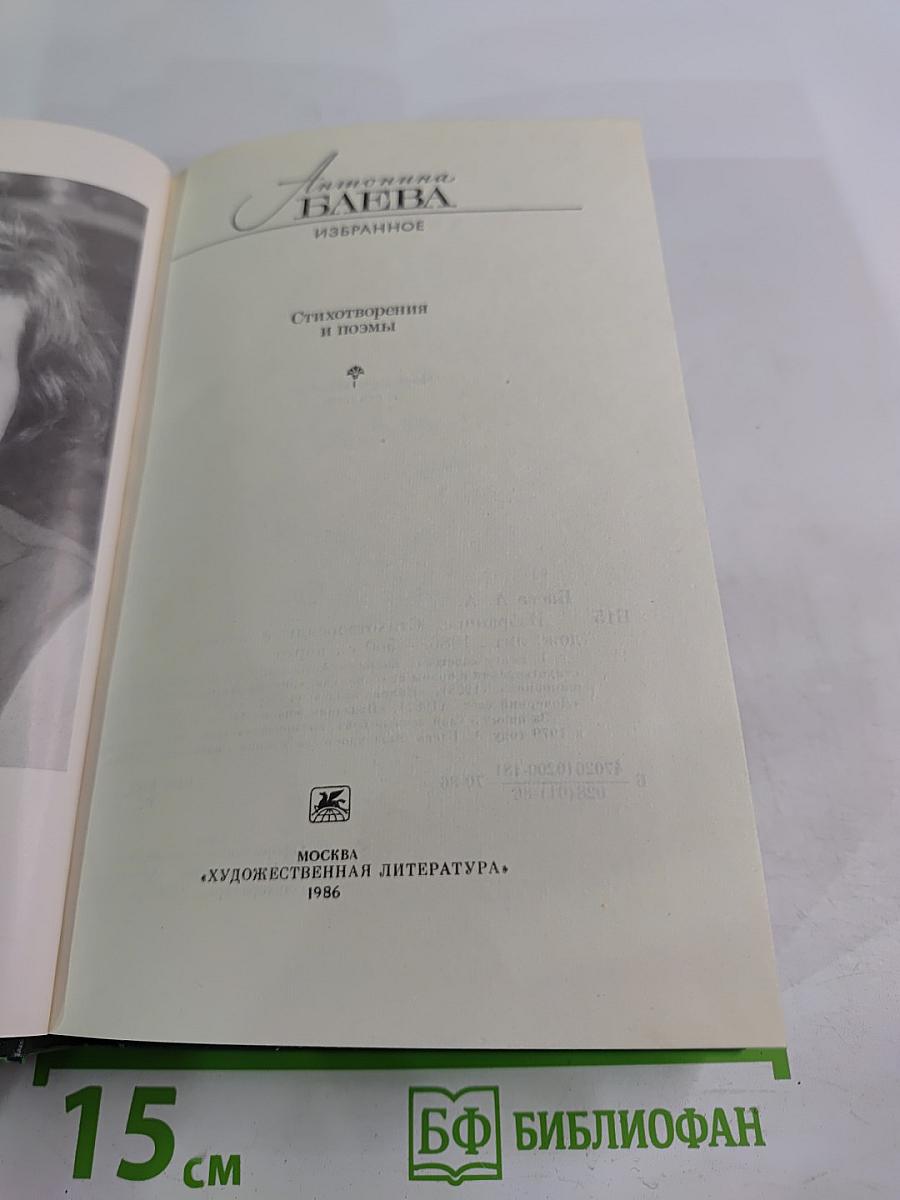 Антонина
БАЕВА
ИЗБРАННОЕ
Стихотворения
и поэмы
МОСКВА
«ХУДОЖЕСТВЕННАЯ ЛИТЕРАТУРА»
1986
15 см
БФ БИБЛИОФАН